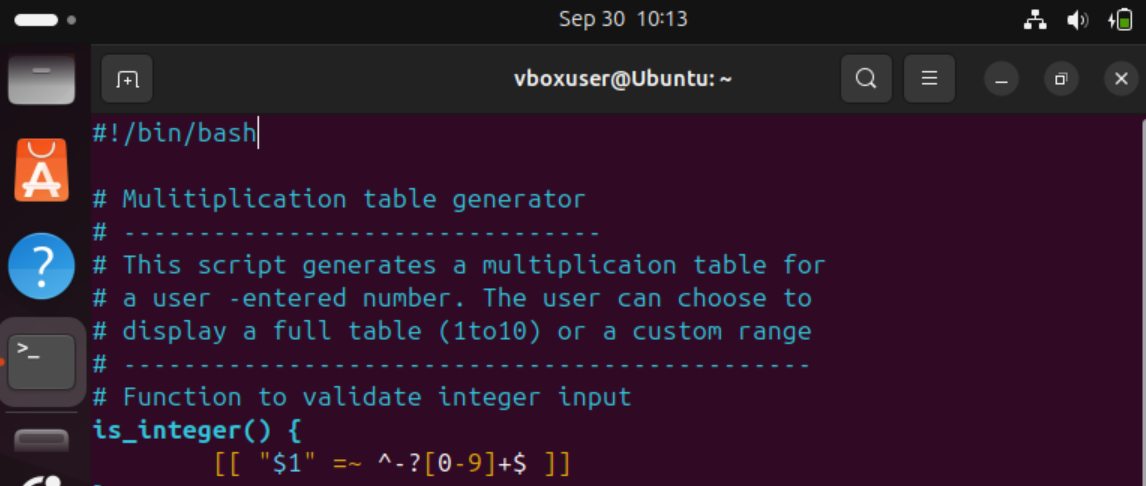 Sep 30 10:13
vboxuser@Ubuntu: ~
#!/bin/bash
# Mulitiplication table generator
# --------------------------------
# This script generates a multiplicaion table for
# a user -entered number. The user can choose to
# display a full table (1to10) or a custom range
# ----------------------------------------------
# Function to validate integer input
is_integer() {
[[ "$1" =~ ^-?[0-9]+$ ]]